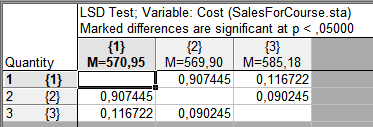 LSD Test; Variable: Cost (SalesForCourse.sta)
Marked differences are significant at p < ,05000
Quantity {1} M=570,95 {2} M=569,90 {3} M=585,18
1 {1} 0,907445 0,116722
2 {2} 0,907445 0,090245
3 {3} 0,116722 0,090245